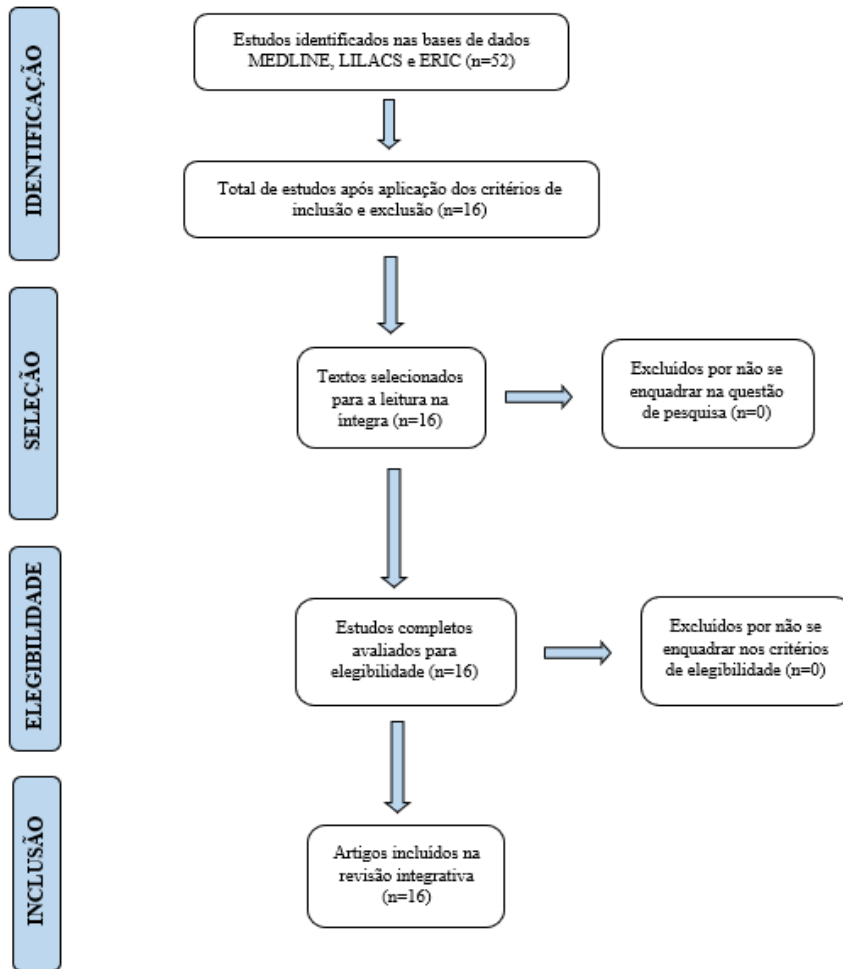 IDENTIFICAÇÃO
Estudos identificados nas bases de dados
MEDLINE, LILACS e ERIC (n=52)
Total de estudos após aplicação dos critérios de
inclusão e exclusão (n=16)
SELEÇÃO
Textos selecionados
para a leitura na
íntegra (n=16)
Excluídos por não se
enquadrar na questão
de pesquisa (n=0)
ELEGIBILIDADE
Estudos completos
avaliados para
elegibilidade (n=16)
Excluídos por não se
enquadrar nos critérios
de elegibilidade (n=0)
INCLUSÃO
Artigos incluídos na
revisão integrativa
(n=16)